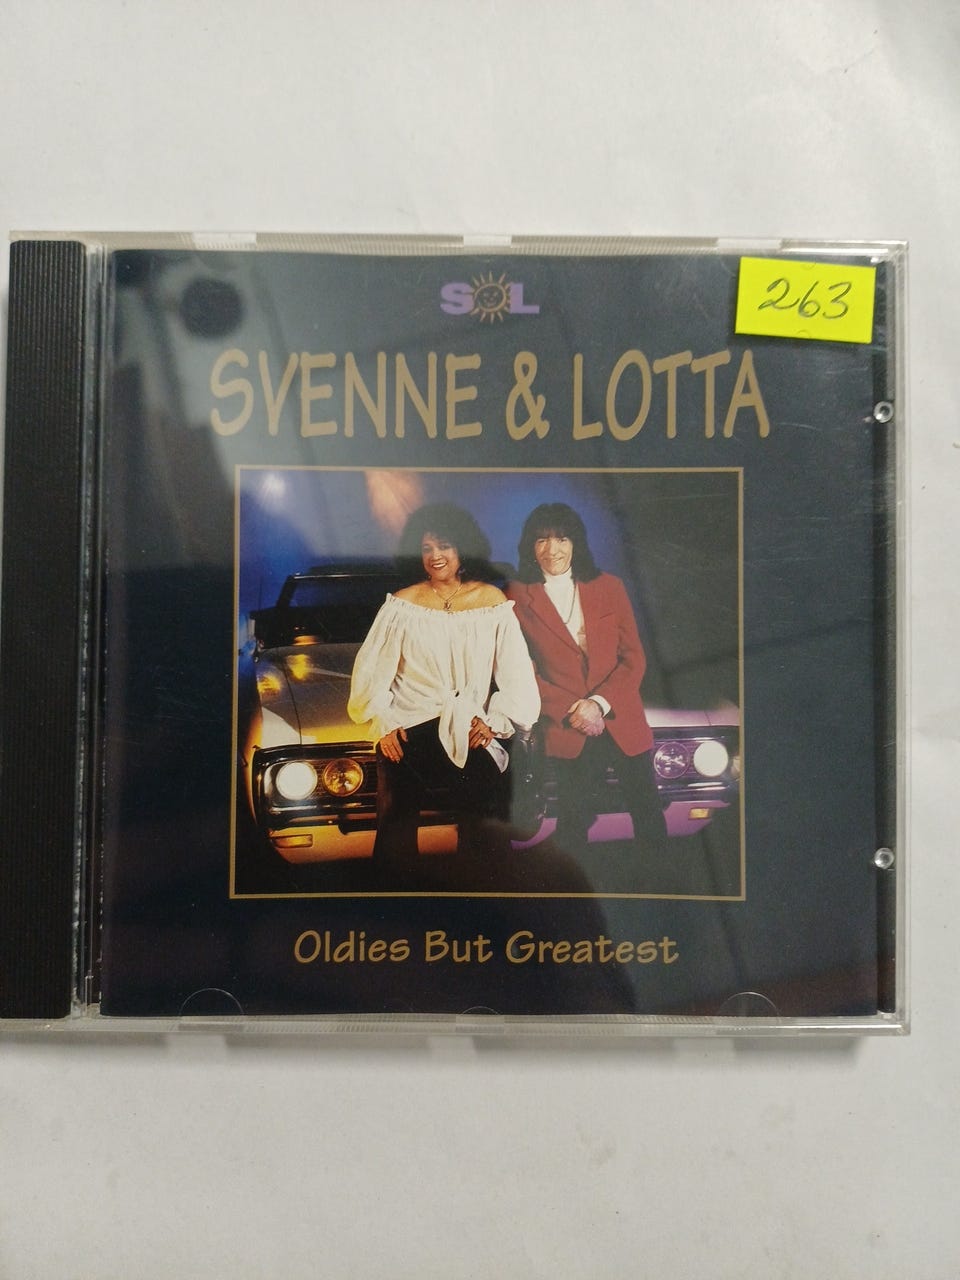 SOL
263
SVENNE & LOTTA
Oldies But Greatest